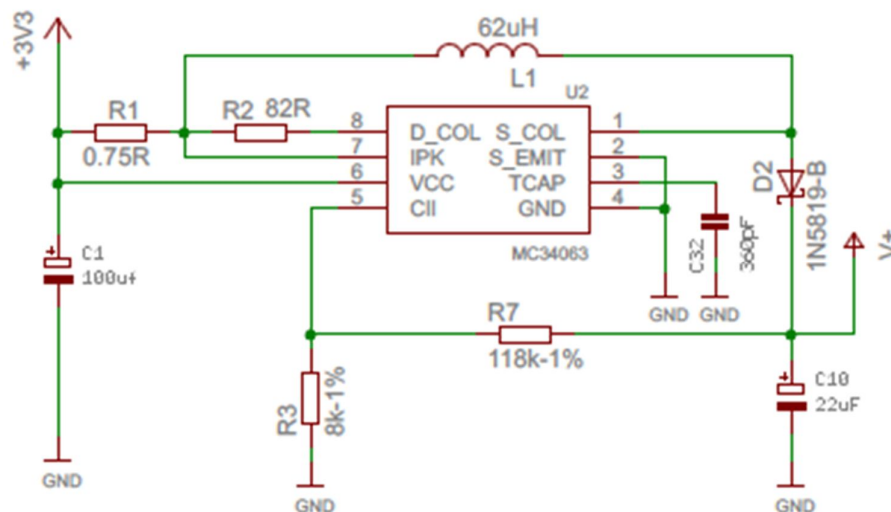 +3V3
62uH
L1
R1
0.75R
R2 82R
U2
8 D_COL S_COL 1
7 IPK S_EMIT 2
6 VCC TCAP 3
5 CII GND 4
MC34063
D2
1N5819-B
C1
100uf
C32
360pF
V+
GND
GND
R7
118k-1%
R3
8k-1%
C10
22uF
GND
GND
GND